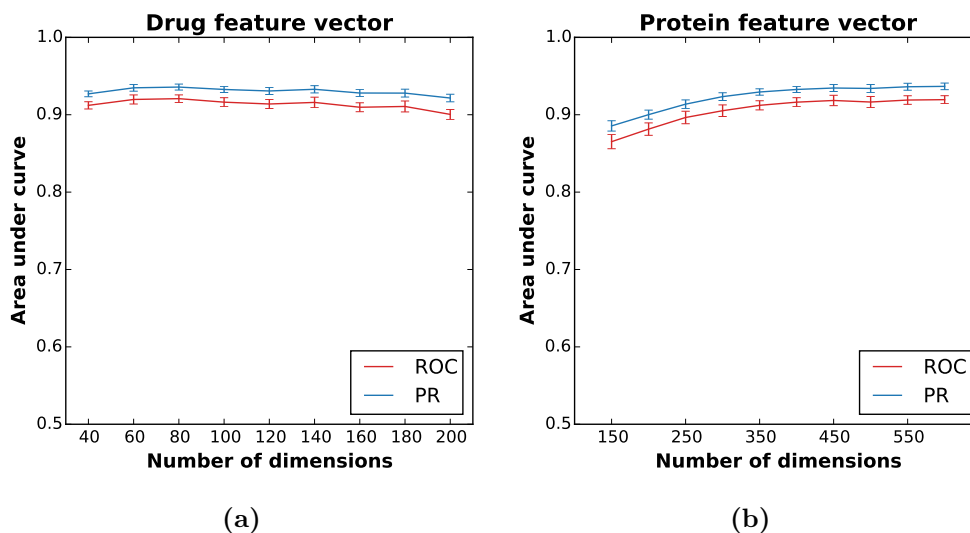 Drug feature vector
1.0
0.9
0.8
0.7
0.6
0.5
Area under curve
ROC
PR
40 60 80 100 120 140 160 180 200
Number of dimensions
(a)
Protein feature vector
1.0
0.9
0.8
0.7
0.6
0.5
Area under curve
ROC
PR
150 250 350 450 550
Number of dimensions
(b)